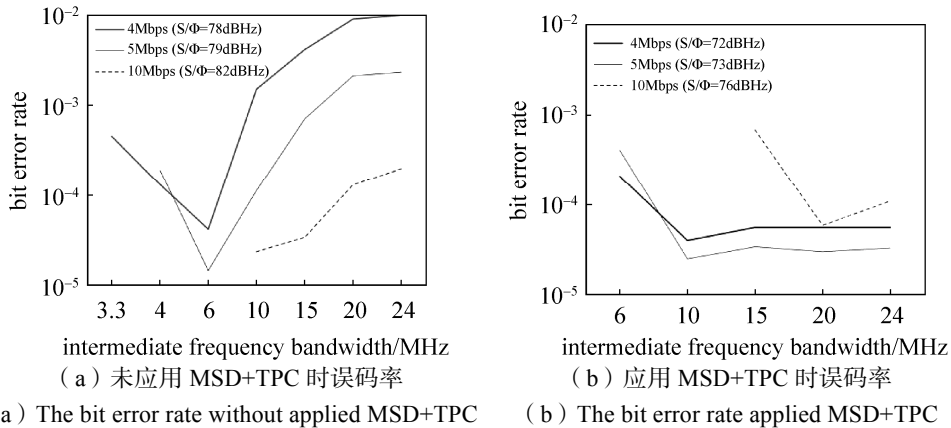 10⁻²
10⁻³
10⁻⁴
10⁻⁵
bit error rate
4Mbps (S/Φ=78dBHz)
5Mbps (S/Φ=79dBHz)
10Mbps (S/Φ=82dBHz)
3.3 4 6 10 15 20 24
intermediate frequency bandwidth/MHz
（a）未应用 MSD+TPC 时误码率
a）The bit error rate without applied MSD+TPC
10⁻²
10⁻³
10⁻⁴
10⁻⁵
bit error rate
4Mbps (S/Φ=72dBHz)
5Mbps (S/Φ=73dBHz)
10Mbps (S/Φ=76dBHz)
6 10 15 20 24
intermediate frequency bandwidth/MHz
（b）应用 MSD+TPC 时误码率
（b）The bit error rate applied MSD+TPC